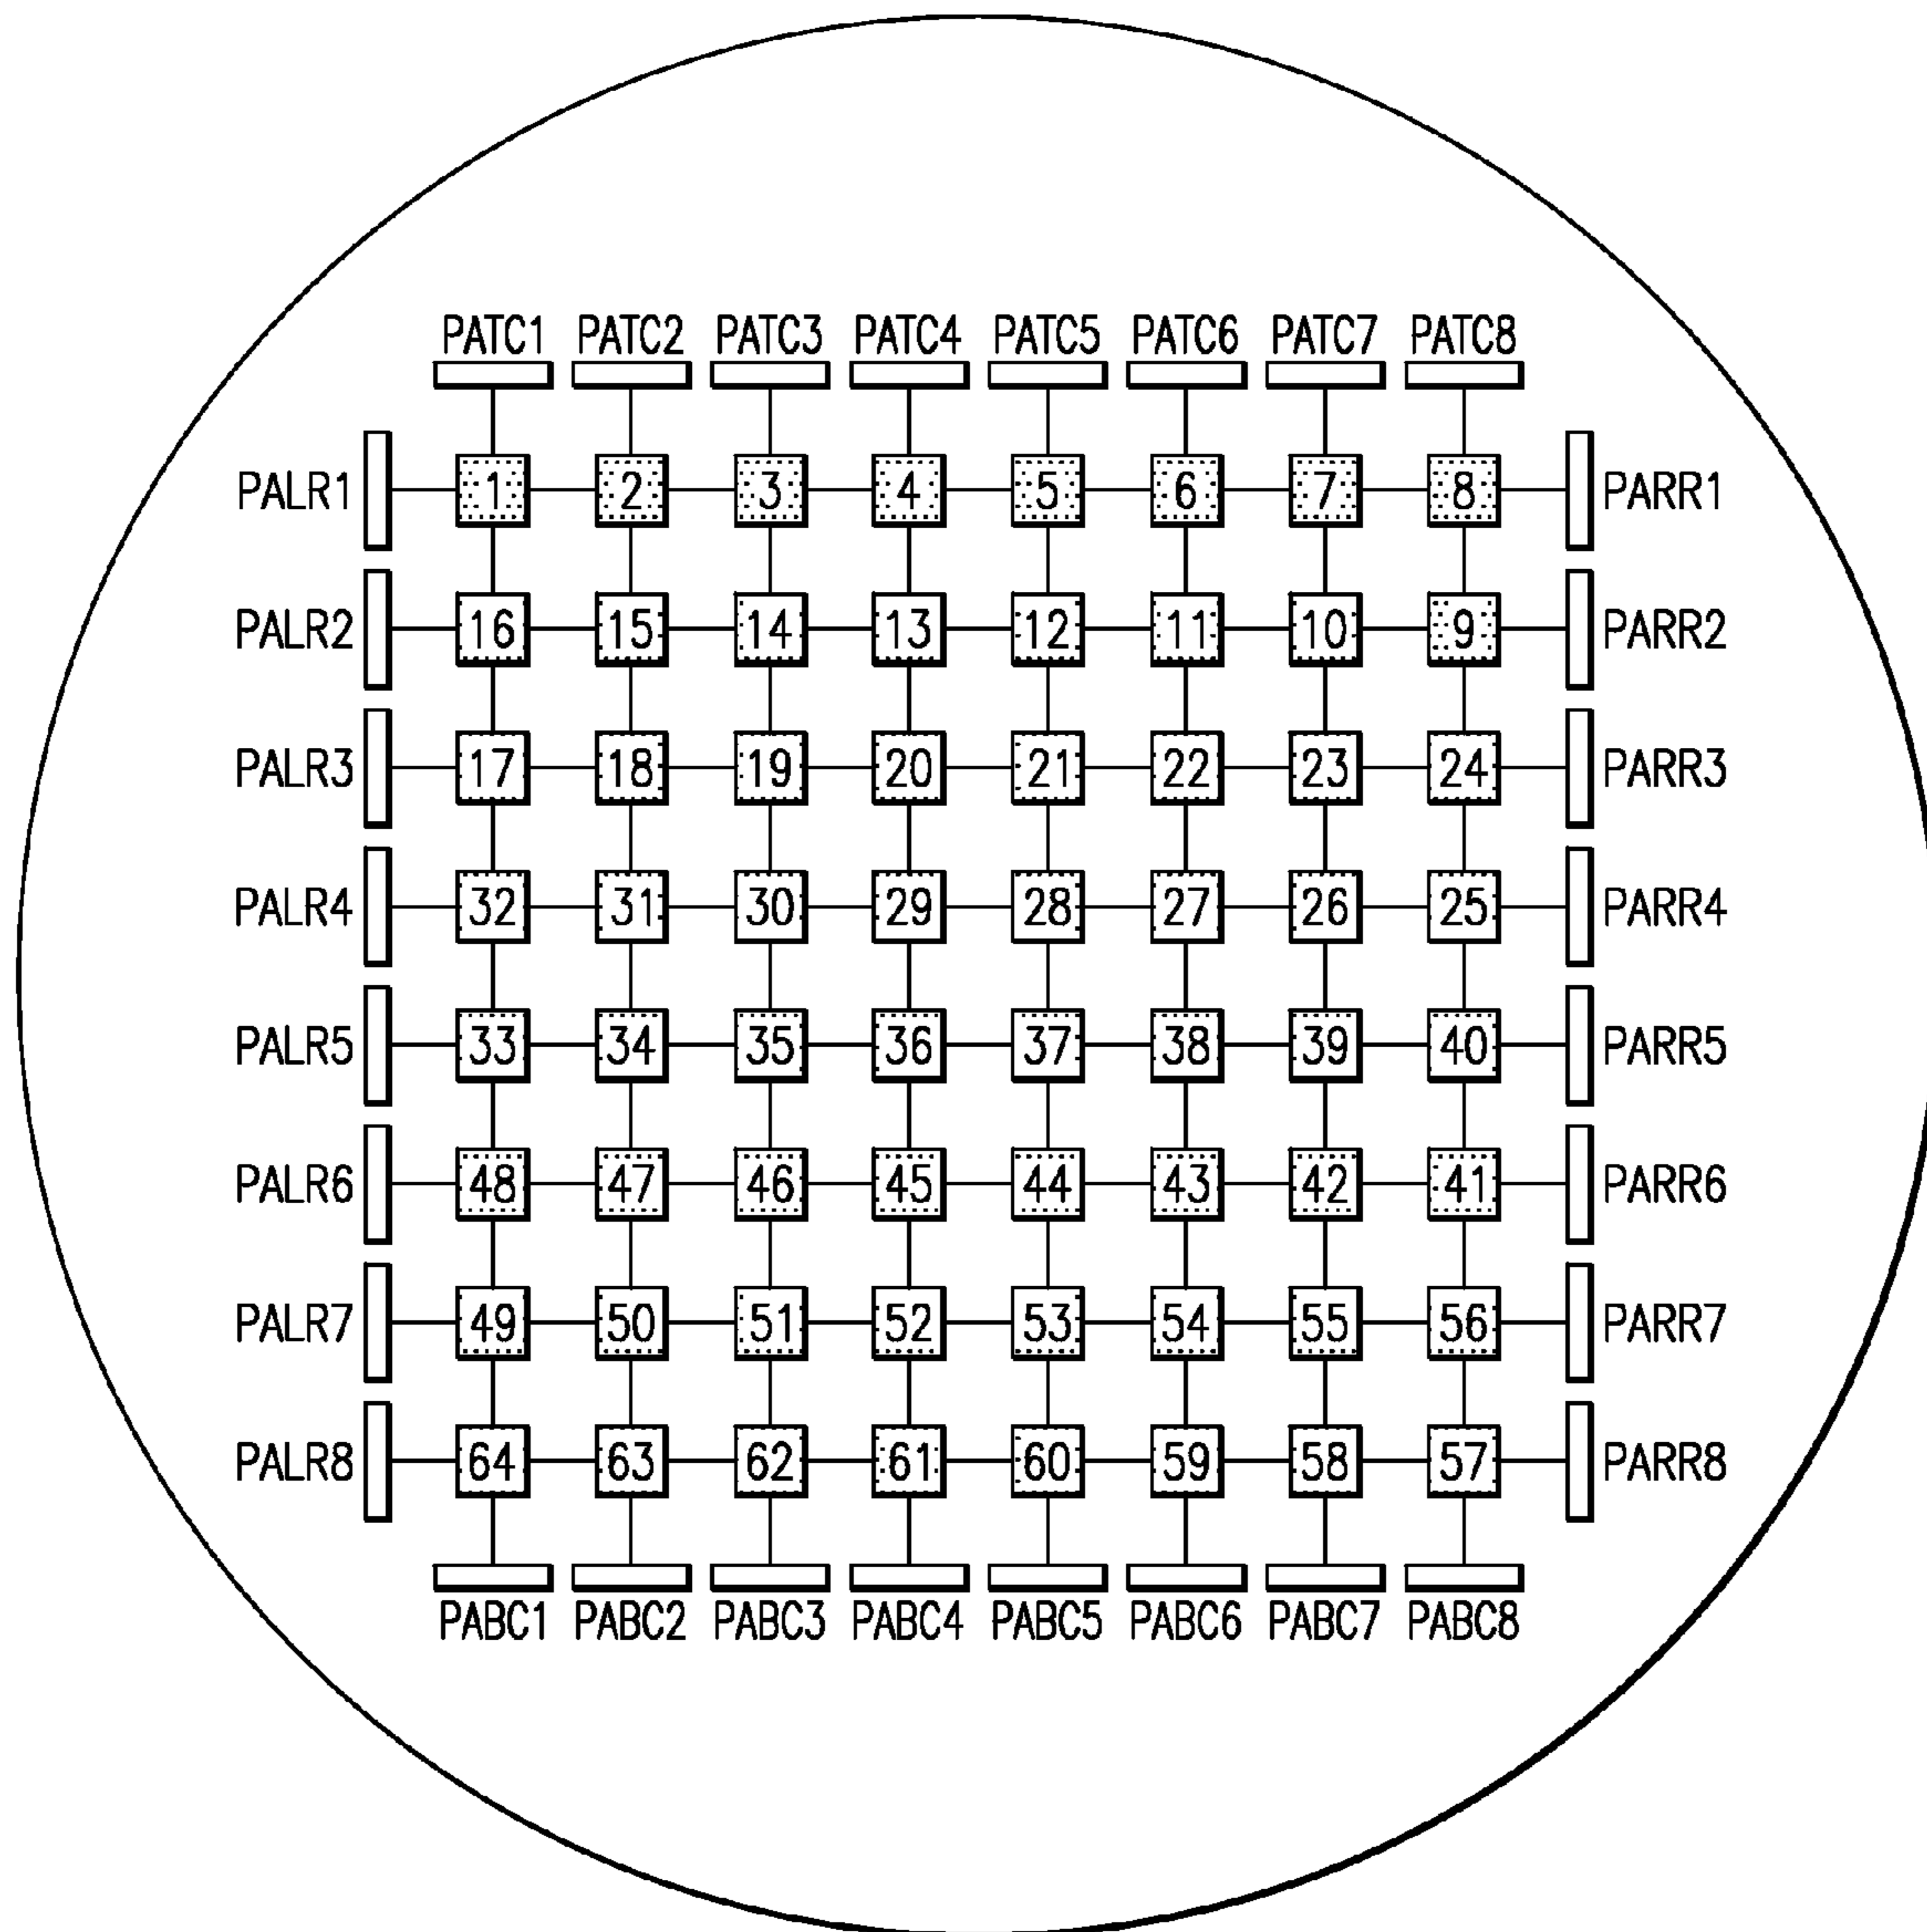 PATC1 PATC2 PATC3 PATC4 PATC5 PATC6 PATC7 PATC8
PALR1 1 2 3 4 5 6 7 8 PARR1
PALR2 16 15 14 13 12 11 10 9 PARR2
PALR3 17 18 19 20 21 22 23 24 PARR3
PALR4 32 31 30 29 28 27 26 25 PARR4
PALR5 33 34 35 36 37 38 39 40 PARR5
PALR6 48 47 46 45 44 43 42 41 PARR6
PALR7 49 50 51 52 53 54 55 56 PARR7
PALR8 64 63 62 61 60 59 58 57 PARR8
PABC1 PABC2 PABC3 PABC4 PABC5 PABC6 PABC7 PABC8